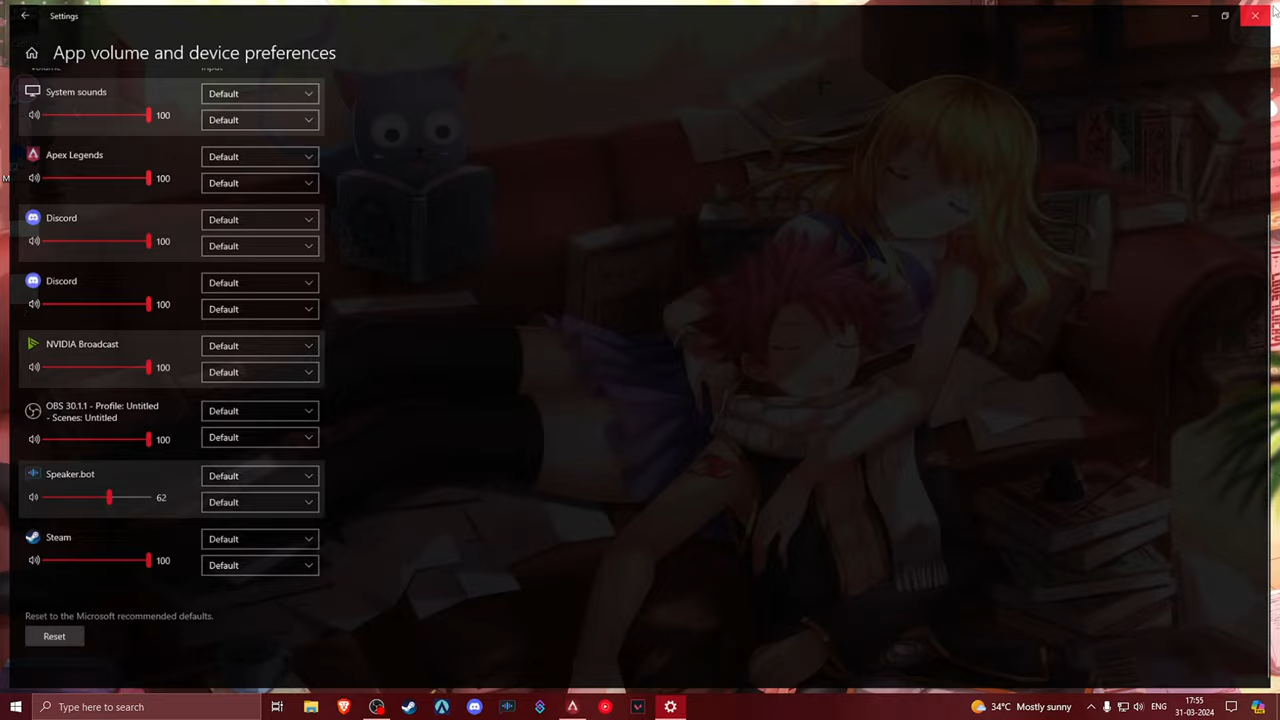 Settings
App volume and device preferences
System sounds
Default
100
Default
Apex Legends
Default
100
Default
Discord
Default
100
Default
Discord
Default
100
Default
NVIDIA Broadcast
Default
100
Default
OBS 30.1.1 - Profile: Untitled
- Scenes: Untitled
Default
100
Default
Speaker.bot
Default
62
Default
Steam
Default
100
Default
Reset to the Microsoft recommended defaults.
Reset
Type here to search
34°C Mostly sunny
ENG
17:55
31-03-2024